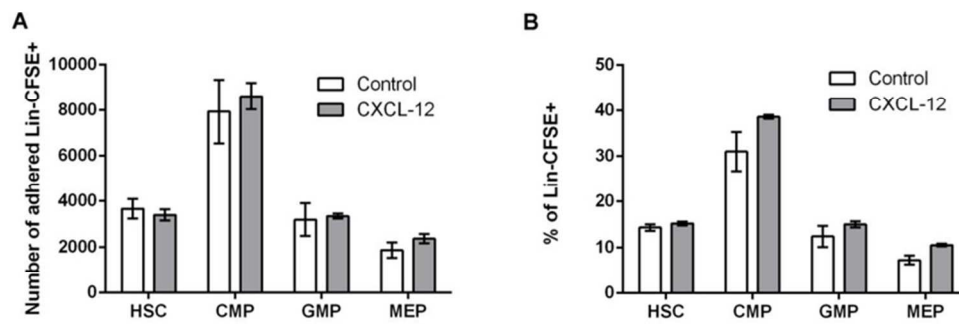 A
Number of adhered Lin-CFSE+
10000
8000
6000
4000
2000
0
Control
CXCL-12
HSC CMP GMP MEP
B
% of Lin-CFSE+
50
40
30
20
10
0
Control
CXCL-12
HSC CMP GMP MEP